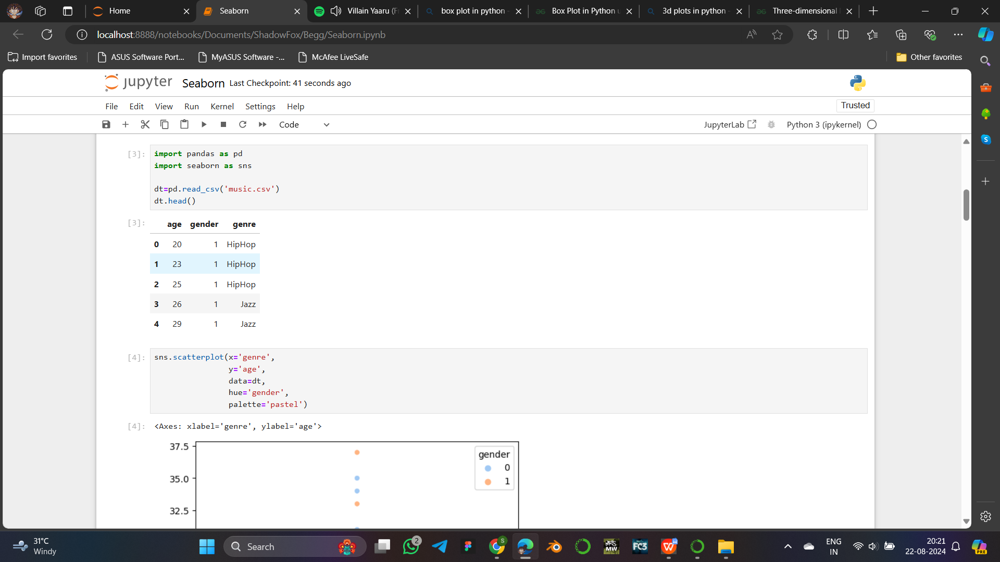 Home
Seaborn
Villain Yaaru (F
box plot in python -
Box Plot in Python u
3d plots in python -
Three-dimensional
localhost:8888/notebooks/Documents/ShadowFox/Begg/Seaborn.ipynb
Import favorites
ASUS Software Port...
MyASUS Software -...
McAfee LiveSafe
Other favorites
jupyter Seaborn Last Checkpoint: 41 seconds ago
File Edit View Run Kernel Settings Help
Trusted
Code
JupyterLab
Python 3 (ipykernel)
[3]:
import pandas as pd
import seaborn as sns
dt=pd.read_csv('music.csv')
dt.head()
[3]:
age gender genre
0 20 1 HipHop
1 23 1 HipHop
2 25 1 HipHop
3 26 1 Jazz
4 29 1 Jazz
[4]:
sns.scatterplot(x='genre',
y='age',
data=dt,
hue='gender',
palette='pastel')
[4]:
<Axes: xlabel='genre', ylabel='age'>
37.5
35.0
32.5
gender
0
1
31°C
Windy
Search
2
S
MW
FC3
ENG
IN
20:21
22-08-2024
PRE